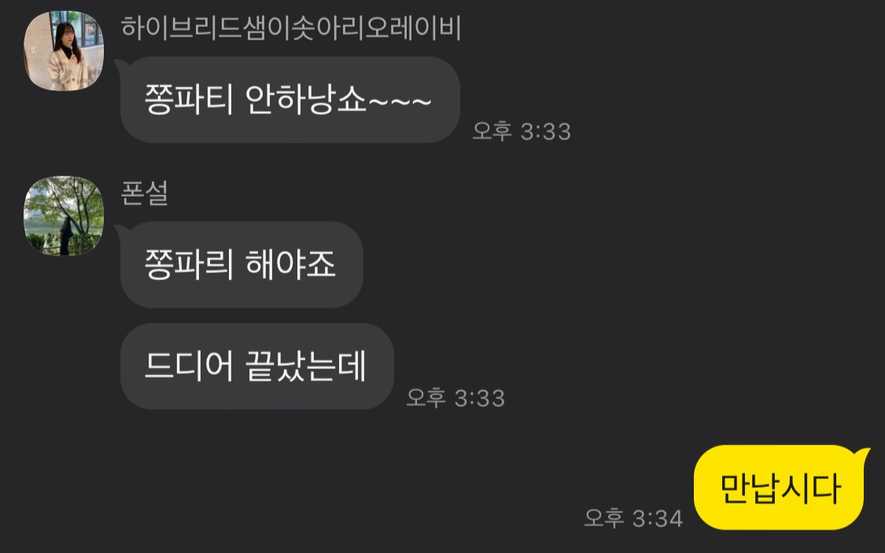 하이브리드샘이솟아리오레이비
쫑파티 안하낭쇼~~~
오후 3:33
폰설
쫑파리 해야죠
드디어 끝났는데
오후 3:33
만납시다
오후 3:34